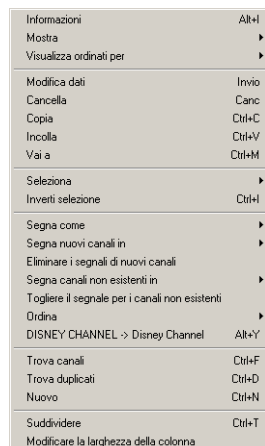 Informazioni Alt+I
Mostra
Visualizza ordinati per
Modifica dati Invio
Cancella Canc
Copia Ctrl+C
Incolla Ctrl+V
Vai a Ctrl+M
Seleziona
Inverti selezione Ctrl+I
Segna come
Segna nuovi canali in
Eliminare i segnali di nuovi canali
Segna canali non esistenti in
Togliere il segnale per i canali non esistenti
Ordina
DISNEY CHANNEL -> Disney Channel Alt+Y
Trova canali Ctrl+F
Trova duplicati Ctrl+D
Nuovo Ctrl+N
Suddividere Ctrl+T
Modificare la larghezza della colonna